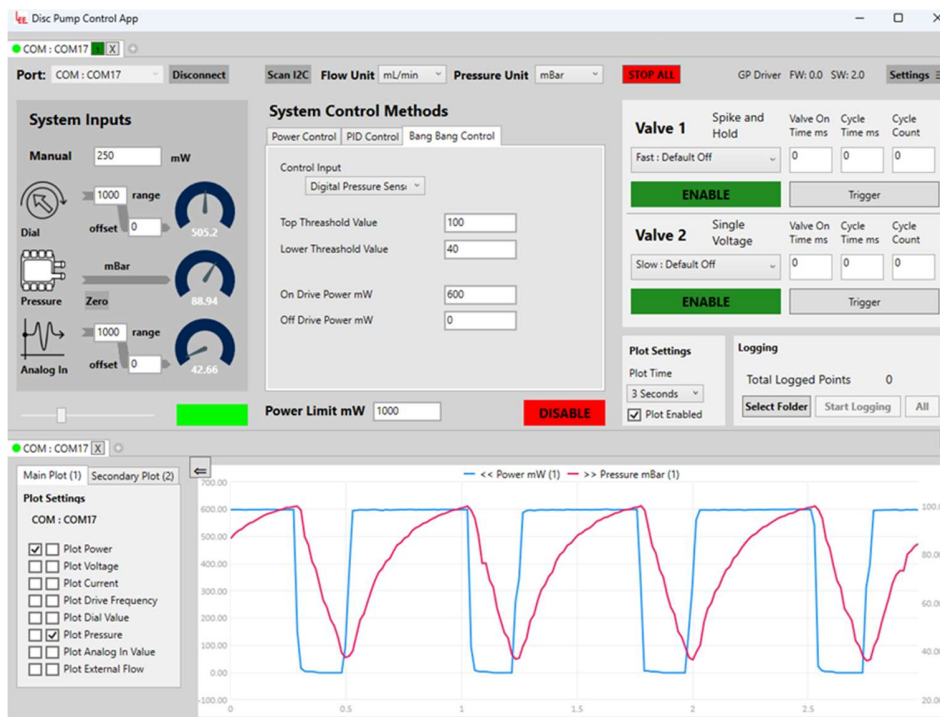 LEE Disc Pump Control App
COM : COM17 X
Port: COM : COM17 Disconnect Scan I2C Flow Unit mL/min Pressure Unit mBar STOP ALL GP Driver FW: 0.0 SW: 2.0 Settings
System Inputs
Manual 250 mW
1000 range
offset 0
Dial
505.2
mBar
Pressure Zero
88.94
1000 range
offset 0
Analog In
42.66
System Control Methods
Power Control PID Control Bang Bang Control
Control Input
Digital Pressure Sens
Top Threashold Value 100
Lower Threashold Value 40
On Drive Power mW 600
Off Drive Power mW 0
Power Limit mW 1000 DISABLE
Valve 1 Spike and Hold
Valve On Time ms Cycle Time ms Cycle Count
Fast : Default Off 0 0 0
ENABLE Trigger
Valve 2 Single Voltage
Valve On Time ms Cycle Time ms Cycle Count
Slow : Default Off 0 0 0
ENABLE Trigger
Plot Settings
Plot Time
3 Seconds
Plot Enabled
Logging
Total Logged Points 0
Select Folder Start Logging All
COM : COM17 X
Main Plot (1) Secondary Plot (2)
Plot Settings
COM : COM17
Plot Power
Plot Voltage
Plot Current
Plot Drive Frequency
Plot Dial Value
Plot Pressure
Plot Analog In Value
Plot External Flow
<< Power mW (1) >> Pressure mBar (1)
700.00
600.00
500.00
400.00
300.00
200.00
100.00
0.00
-100.00
0 0.5 1 1.5 2 2.5
100.0
80.00
60.00
40.00
20.00